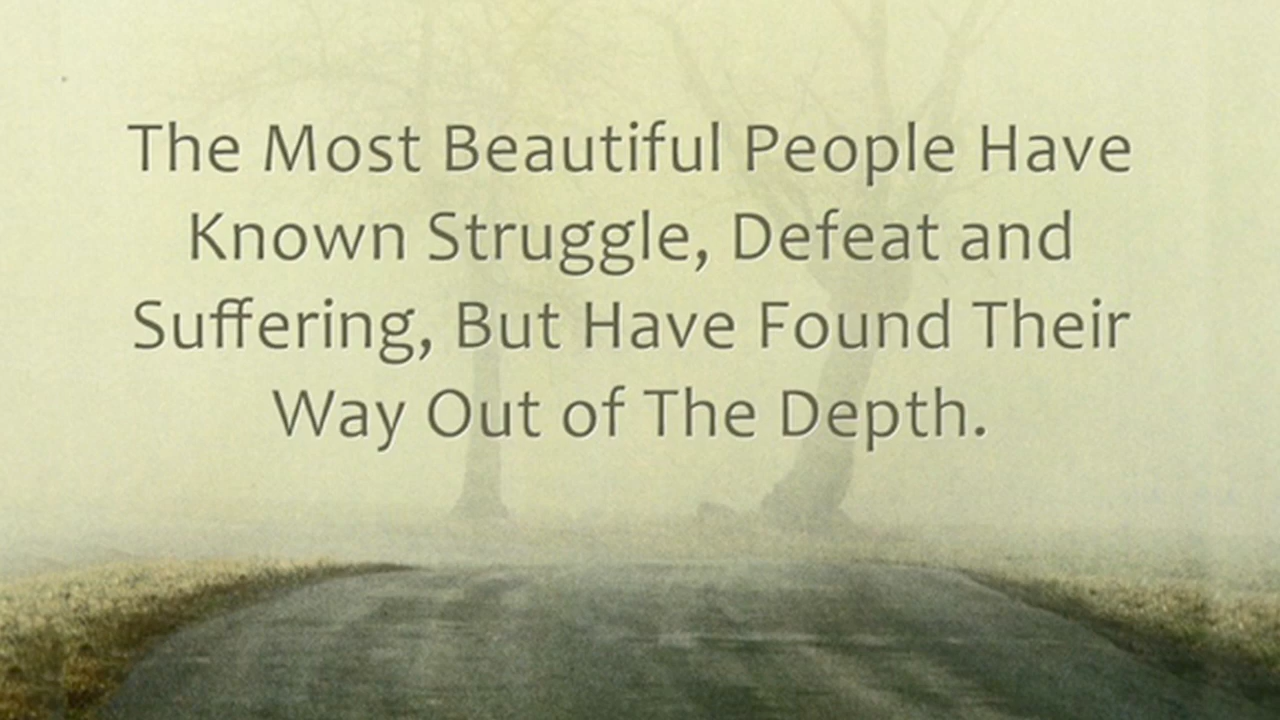 The Most Beautiful People Have
Known Struggle, Defeat and
Suffering, But Have Found Their
Way Out of The Depth.